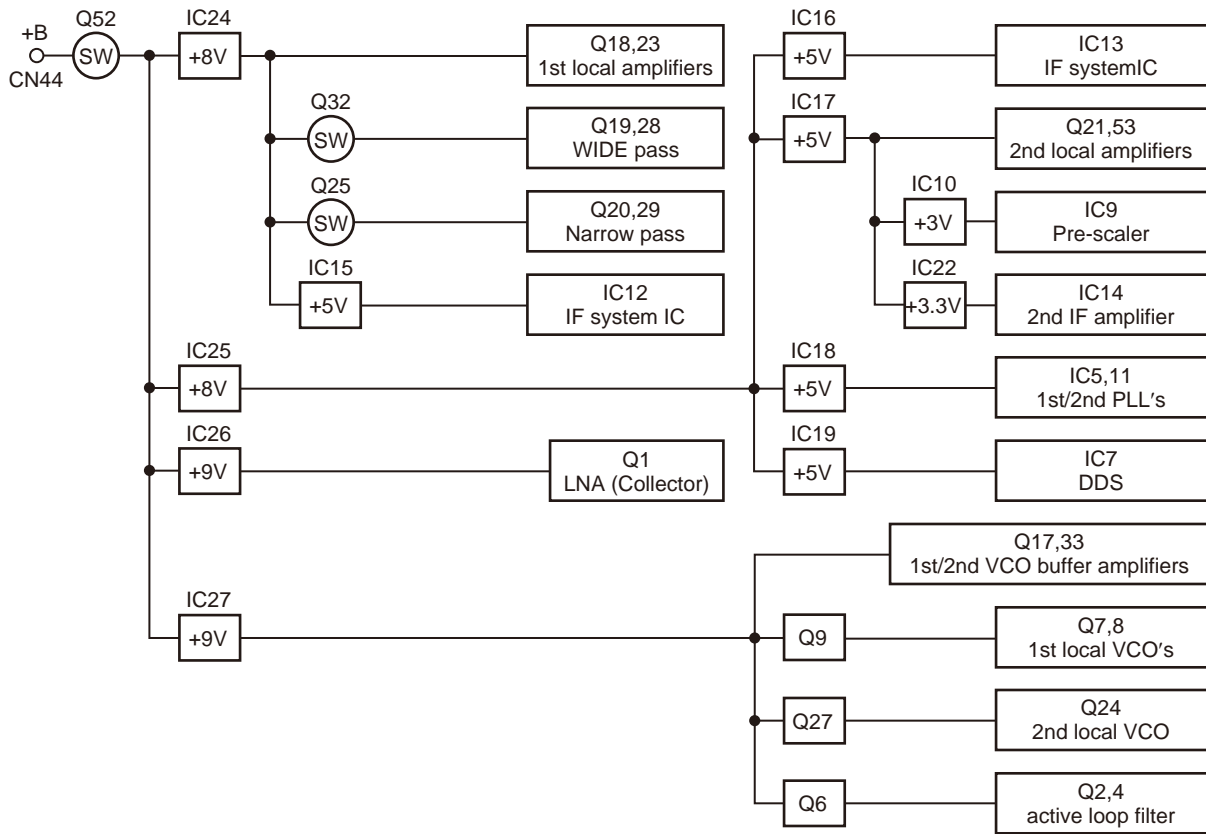 +B
CN44
Q52
SW
IC24
+8V
Q18,23
1st local amplifiers
Q32
SW
Q19,28
WIDE pass
Q25
SW
Q20,29
Narrow pass
IC15
+5V
IC12
IF system IC
IC25
+8V
IC26
+9V
Q1
LNA (Collector)
IC27
+9V
IC16
+5V
IC13
IF systemIC
IC17
+5V
Q21,53
2nd local amplifiers
IC10
+3V
IC9
Pre-scaler
IC22
+3.3V
IC14
2nd IF amplifier
IC18
+5V
IC5,11
1st/2nd PLL's
IC19
+5V
IC7
DDS
Q17,33
1st/2nd VCO buffer amplifiers
Q9
Q7,8
1st local VCO's
Q27
Q24
2nd local VCO
Q6
Q2,4
active loop filter